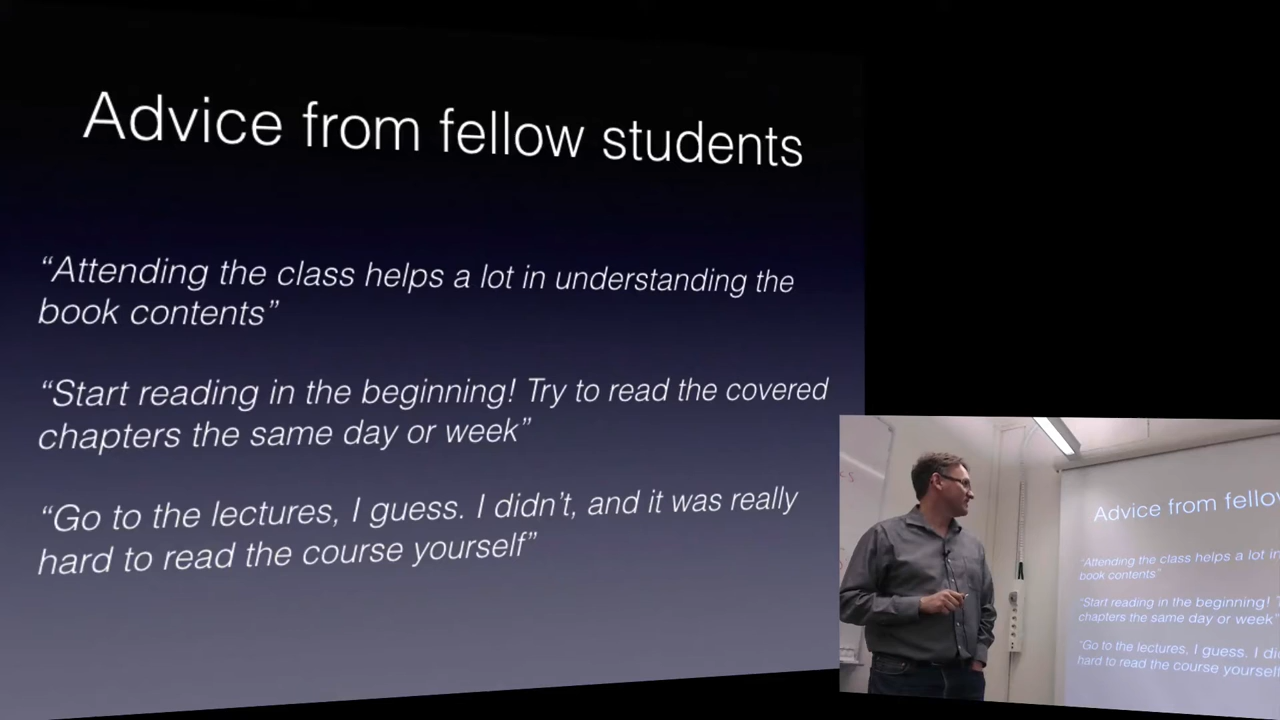 Advice from fellow students
“Attending the class helps a lot in understanding the
book contents”
“Start reading in the beginning! Try to read the covered
chapters the same day or week”
“Go to the lectures, I guess. I didn’t, and it was really
hard to read the course yourself”
Advice from fello
“Attending the class helps a lot in
book contents”
“Start reading in the beginning!
chapters the same day or week”
“Go to the lectures, I guess. I di
hard to read the course yourself